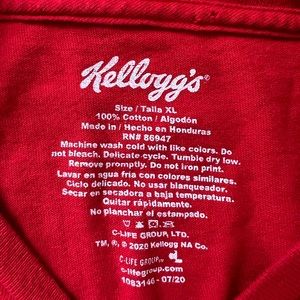 Kellogg's®
Size / Talla XL
100% Cotton / Algodón
Made in / Hecho en Honduras
RN# 86947
Machine wash cold with like colors. Do
not bleach. Delicate cycle. Tumble dry low.
Remove promptly. Do not iron print.
Lavar en agua fría con colores similares.
Ciclo delicado. No usar blanqueador.
Secar en secadora a baja temperatura.
Quitar rápidamente.
No planchar el estampado.
C-LIFE GROUP, LTD.
TM, ®, © 2020 Kellogg NA Co.
C-LIFE GROUP
c-lifegroup.com
1083146 - 07/20